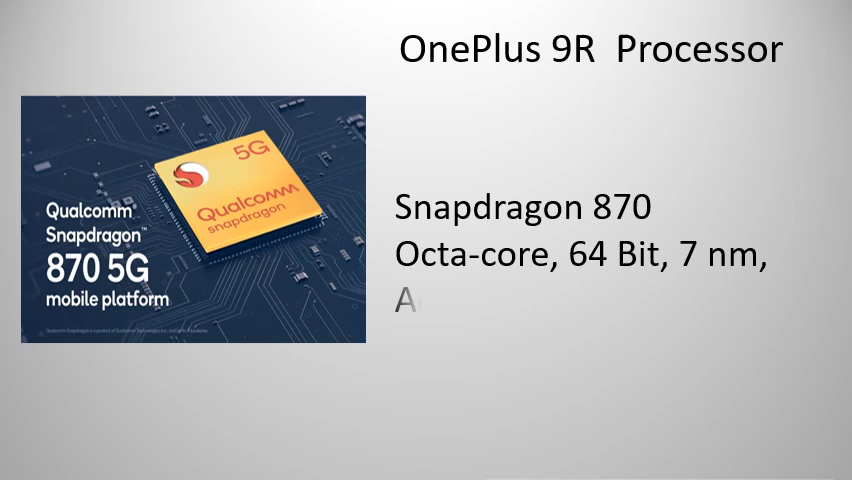 OnePlus 9R  Processor
5G
Qualcomm
snapdragon
Qualcomm
Snapdragon™
870 5G
mobile platform
Snapdragon 870
Octa-core, 64 Bit, 7 nm,
A